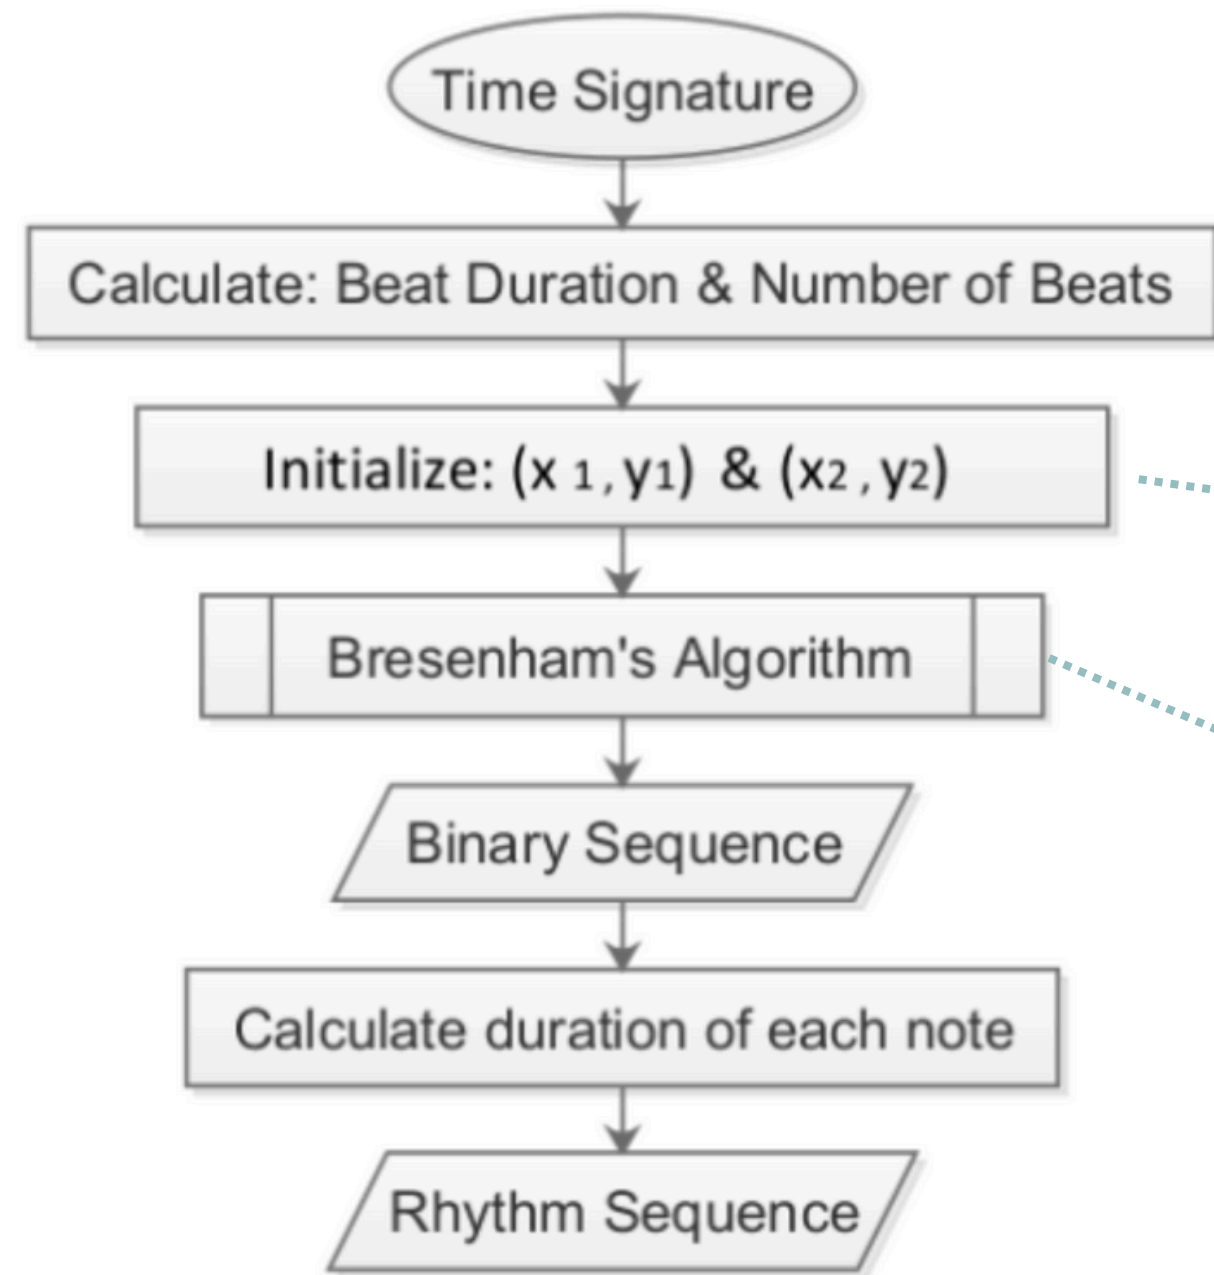 Time Signature
Calculate: Beat Duration & Number of Beats
Initialize: (x 1 , y1) & (x2 , y2)
Bresenham's Algorithm
Binary Sequence
Calculate duration of each note
Rhythm Sequence